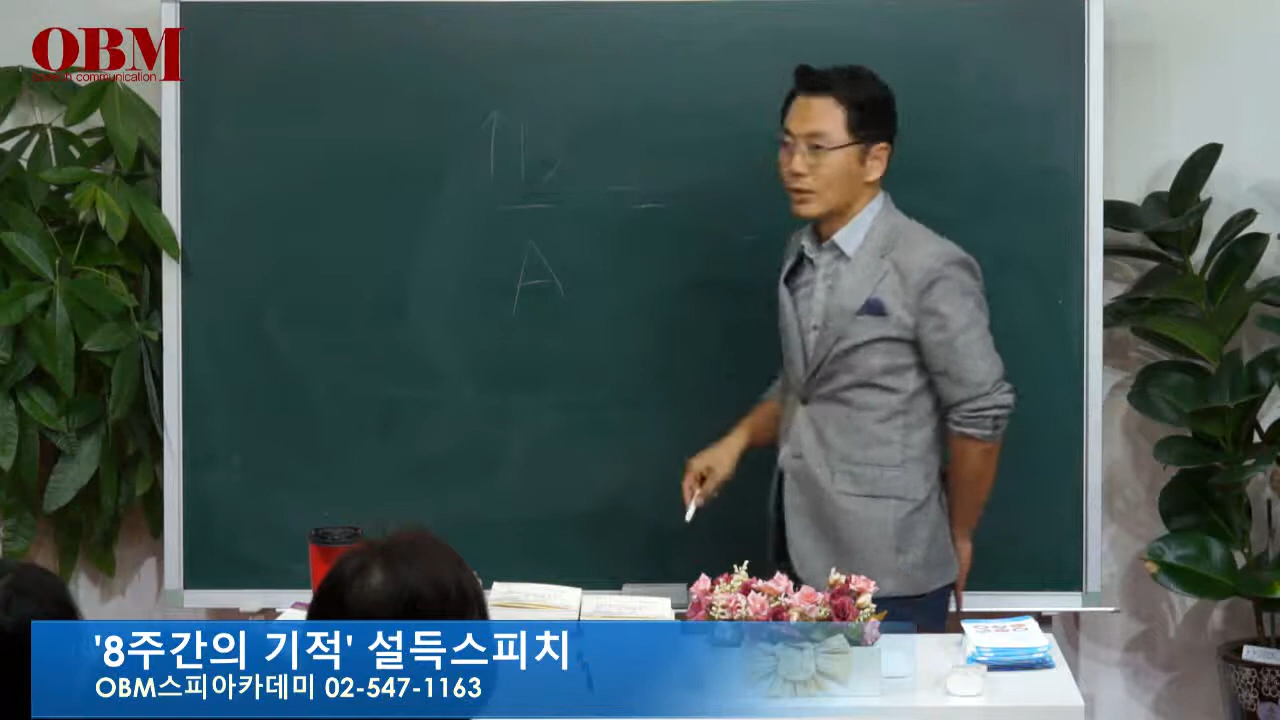 OBM
speech communication
A
'8주간의 기적' 설득스피치
OBM스피아카데미 02-547-1163